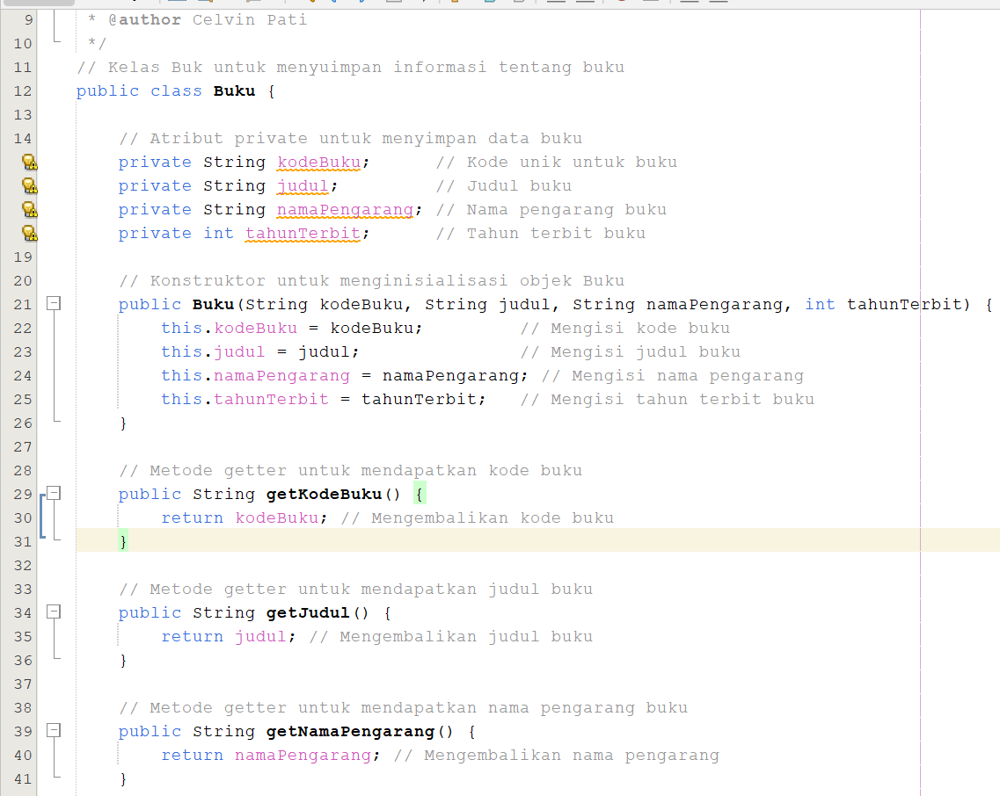 9 * @author Celvin Pati
10 */
11 // Kelas Buk untuk menyuimpan informasi tentang buku
12 public class Buku {
13
14 // Atribut private untuk menyimpan data buku
private String kodeBuku; // Kode unik untuk buku
private String judul; // Judul buku
private String namaPengarang; // Nama pengarang buku
private int tahunTerbit; // Tahun terbit buku
19
20 // Konstruktor untuk menginisialisasi objek Buku
21 public Buku(String kodeBuku, String judul, String namaPengarang, int tahunTerbit) {
22 this.kodeBuku = kodeBuku; // Mengisi kode buku
23 this.judul = judul; // Mengisi judul buku
24 this.namaPengarang = namaPengarang; // Mengisi nama pengarang
25 this.tahunTerbit = tahunTerbit; // Mengisi tahun terbit buku
26 }
27
28 // Metode getter untuk mendapatkan kode buku
29 public String getKodeBuku() {
30 return kodeBuku; // Mengembalikan kode buku
31 }
32
33 // Metode getter untuk mendapatkan judul buku
34 public String getJudul() {
35 return judul; // Mengembalikan judul buku
36 }
37
38 // Metode getter untuk mendapatkan nama pengarang buku
39 public String getNamaPengarang() {
40 return namaPengarang; // Mengembalikan nama pengarang
41 }